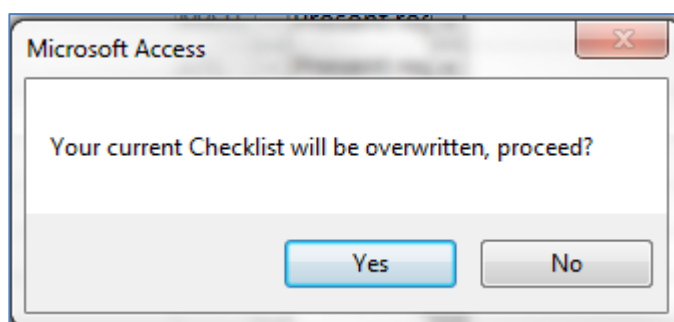 Microsoft Access
Your current Checklist will be overwritten, proceed?
Yes
No